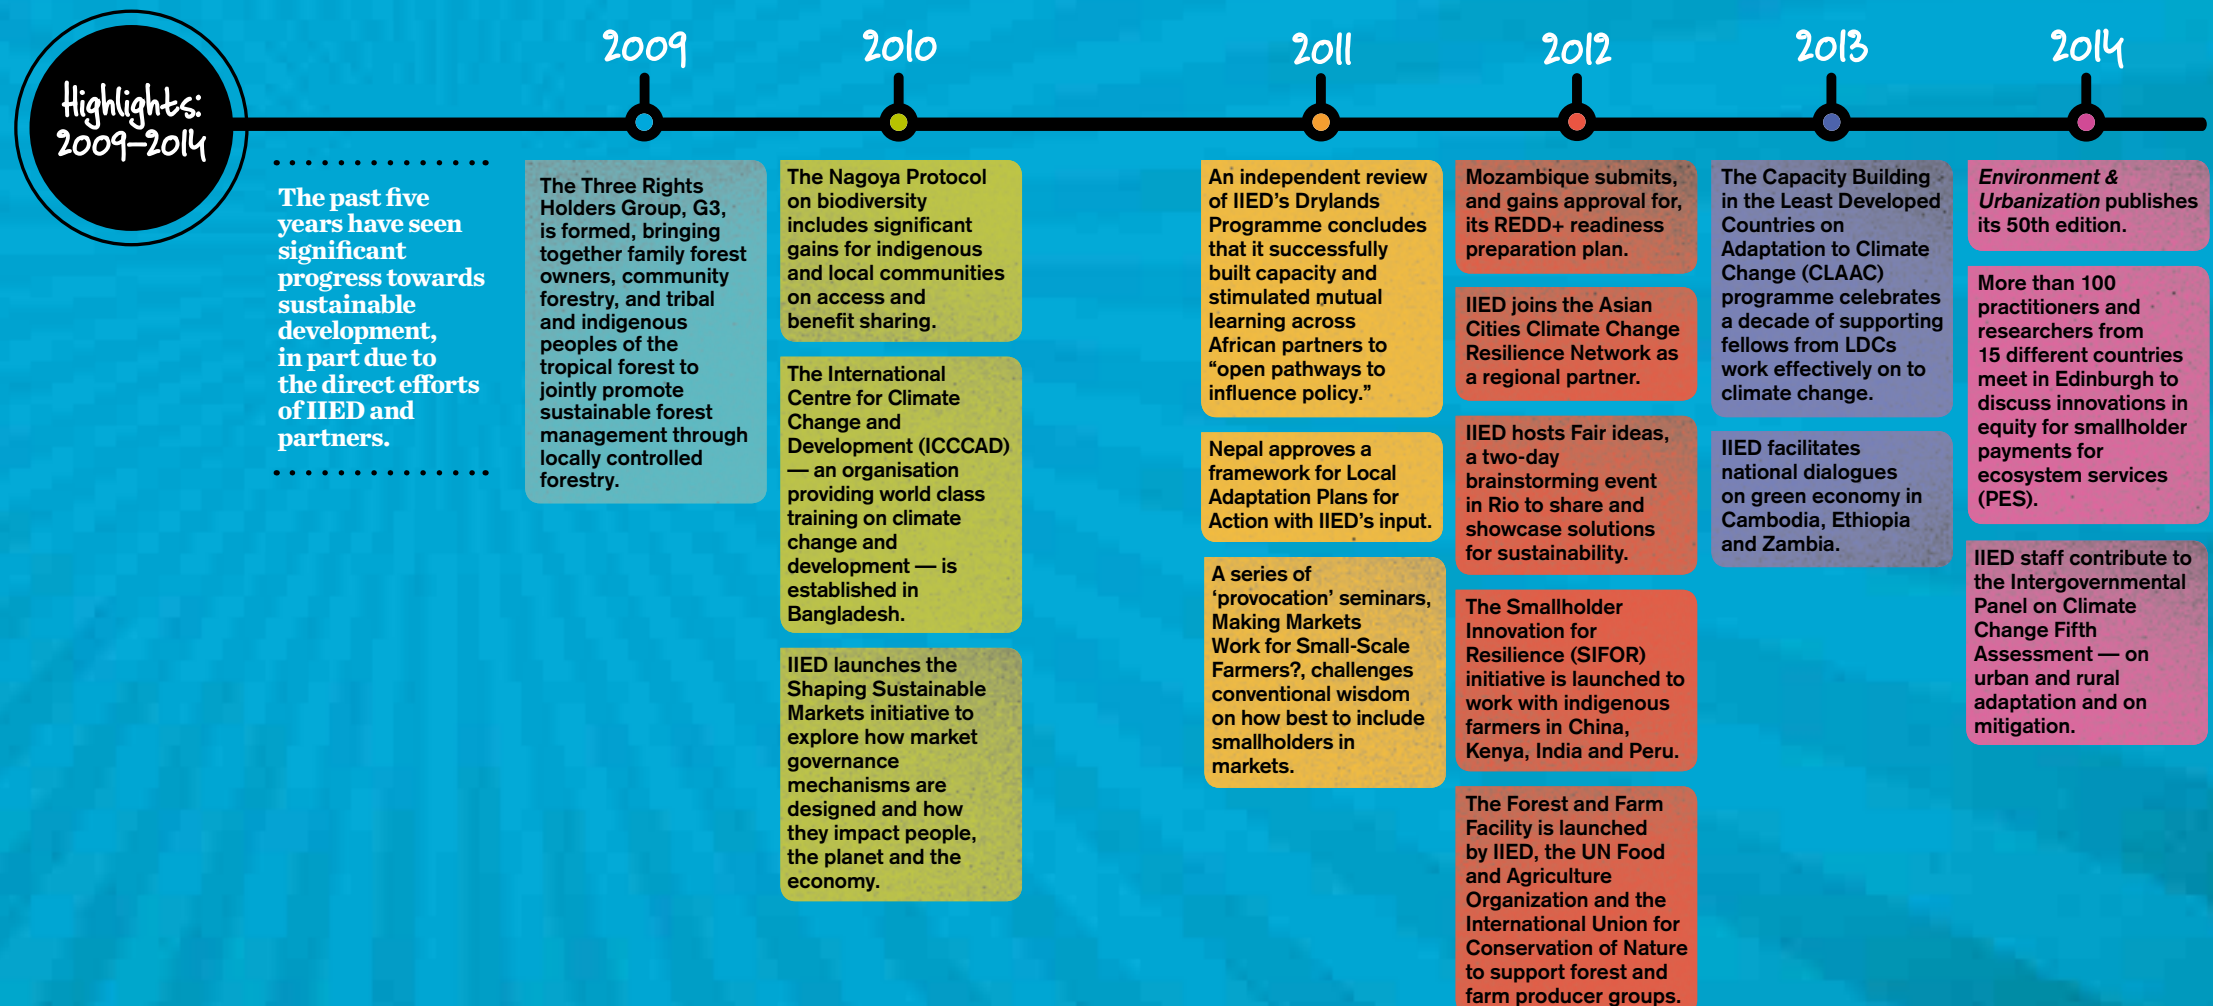 Highlights:
2009–2014
The past five
years have seen
significant
progress towards
sustainable
development,
in part due to
the direct efforts
of IIED and
partners.
2009
The Three Rights
Holders Group, G3,
is formed, bringing
together family forest
owners, community
forestry, and tribal
and indigenous
peoples of the
tropical forest to
jointly promote
sustainable forest
management through
locally controlled
forestry.
2010
The Nagoya Protocol
on biodiversity
includes significant
gains for indigenous
and local communities
on access and
benefit sharing.
The International
Centre for Climate
Change and
Development (ICCCAD)
— an organisation
providing world class
training on climate
change and
development — is
established in
Bangladesh.
IIED launches the
Shaping Sustainable
Markets initiative to
explore how market
governance
mechanisms are
designed and how
they impact people,
the planet and the
economy.
2011
An independent review
of IIED's Drylands
Programme concludes
that it successfully
built capacity and
stimulated mutual
learning across
African partners to
“open pathways to
influence policy.”
Nepal approves a
framework for Local
Adaptation Plans for
Action with IIED's input.
A series of
‘provocation’ seminars,
Making Markets
Work for Small-Scale
Farmers?, challenges
conventional wisdom
on how best to include
smallholders in
markets.
2012
Mozambique submits,
and gains approval for,
its REDD+ readiness
preparation plan.
IIED joins the Asian
Cities Climate Change
Resilience Network as
a regional partner.
IIED hosts Fair ideas,
a two-day
brainstorming event
in Rio to share and
showcase solutions
for sustainability.
The Smallholder
Innovation for
Resilience (SIFOR)
initiative is launched to
work with indigenous
farmers in China,
Kenya, India and Peru.
The Forest and Farm
Facility is launched
by IIED, the UN Food
and Agriculture
Organization and the
International Union for
Conservation of Nature
to support forest and
farm producer groups.
2013
The Capacity Building
in the Least Developed
Countries on
Adaptation to Climate
Change (CLAAC)
programme celebrates
a decade of supporting
fellows from LDCs
work effectively on to
climate change.
IIED facilitates
national dialogues
on green economy in
Cambodia, Ethiopia
and Zambia.
2014
Environment &
Urbanization publishes
its 50th edition.
More than 100
practitioners and
researchers from
15 different countries
meet in Edinburgh to
discuss innovations in
equity for smallholder
payments for
ecosystem services
(PES).
IIED staff contribute to
the Intergovernmental
Panel on Climate
Change Fifth
Assessment — on
urban and rural
adaptation and on
mitigation.